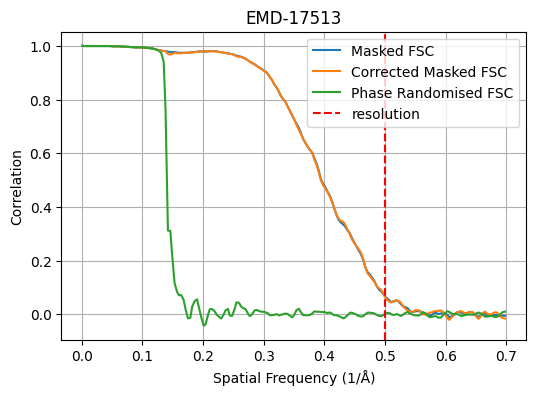 EMD-17513
Masked FSC
Corrected Masked FSC
Phase Randomised FSC
resolution
Correlation
1.0
0.8
0.6
0.4
0.2
0.0
0.0 0.1 0.2 0.3 0.4 0.5 0.6 0.7
Spatial Frequency (1/Å)